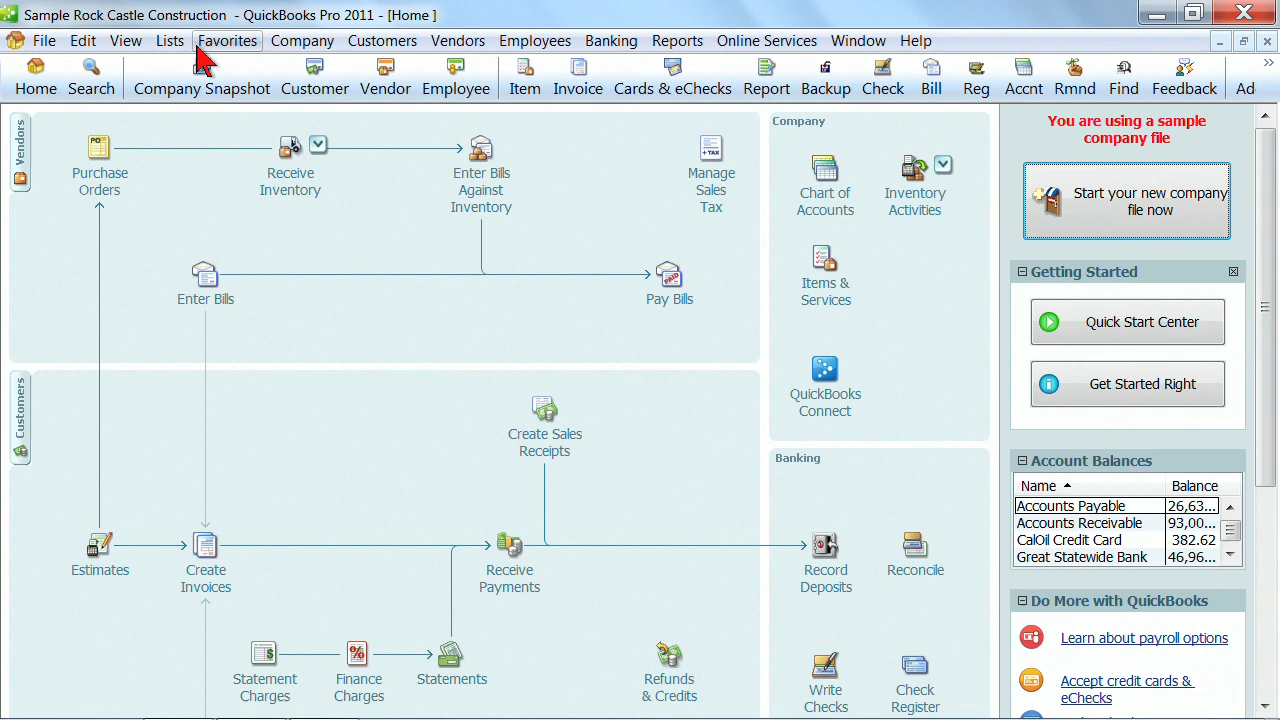 Sample Rock Castle Construction - QuickBooks Pro 2011 - [Home ]
File Edit View Lists Favorites Company Customers Vendors Employees Banking Reports Online Services Window Help
Home Search Company Snapshot Customer Vendor Employee Item Invoice Cards & eChecks Report Backup Check Bill Reg Accnt Rmnd Find Feedback Ad
Vendors
PO
Purchase
Orders
Receive
Inventory
Enter Bills
Against
Inventory
+ TAX
Manage
Sales
Tax
Enter Bills
Pay Bills
Customers
Create Sales
Receipts
Estimates
Create
Invoices
Receive
Payments
Statement
Charges
Finance
Charges
Statements
Refunds
& Credits
Company
Chart of
Accounts
Inventory
Activities
Items &
Services
QuickBooks
Connect
Banking
Record
Deposits
Reconcile
Write
Checks
Check
Register
You are using a sample
company file
Start your new company
file now
Getting Started
Quick Start Center
Get Started Right
Account Balances
Name Balance
Accounts Payable 26,63...
Accounts Receivable 93,00...
CalOil Credit Card 382.62
Great Statewide Bank 46,96...
Do More with QuickBooks
Learn about payroll options
Accept credit cards &
eChecks